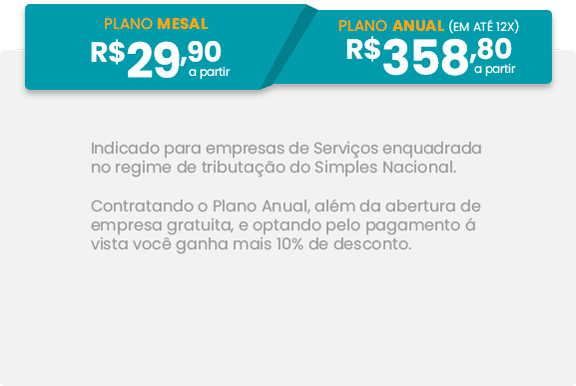 PLANO MESAL
R$29,90
a partir
PLANO ANUAL (EM ATÉ 12X)
R$358,80
a partir
Indicado para empresas de Serviços enquadrada
no regime de tributação do Simples Nacional.
Contratando o Plano Anual, além da abertura de
empresa gratuita, e optando pelo pagamento á
vista você ganha mais 10% de desconto.